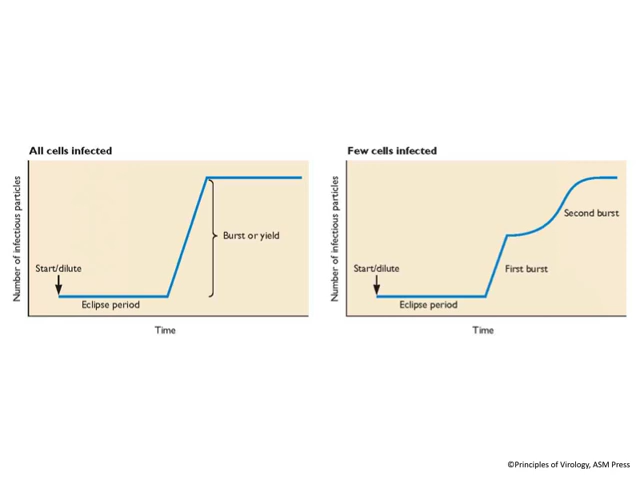 All cells infected
Number of infectious particles
Start/dilute
Eclipse period
Burst or yield
Time
Few cells infected
Number of infectious particles
Start/dilute
Eclipse period
First burst
Second burst
Time
©Principles of Virology, ASM Press